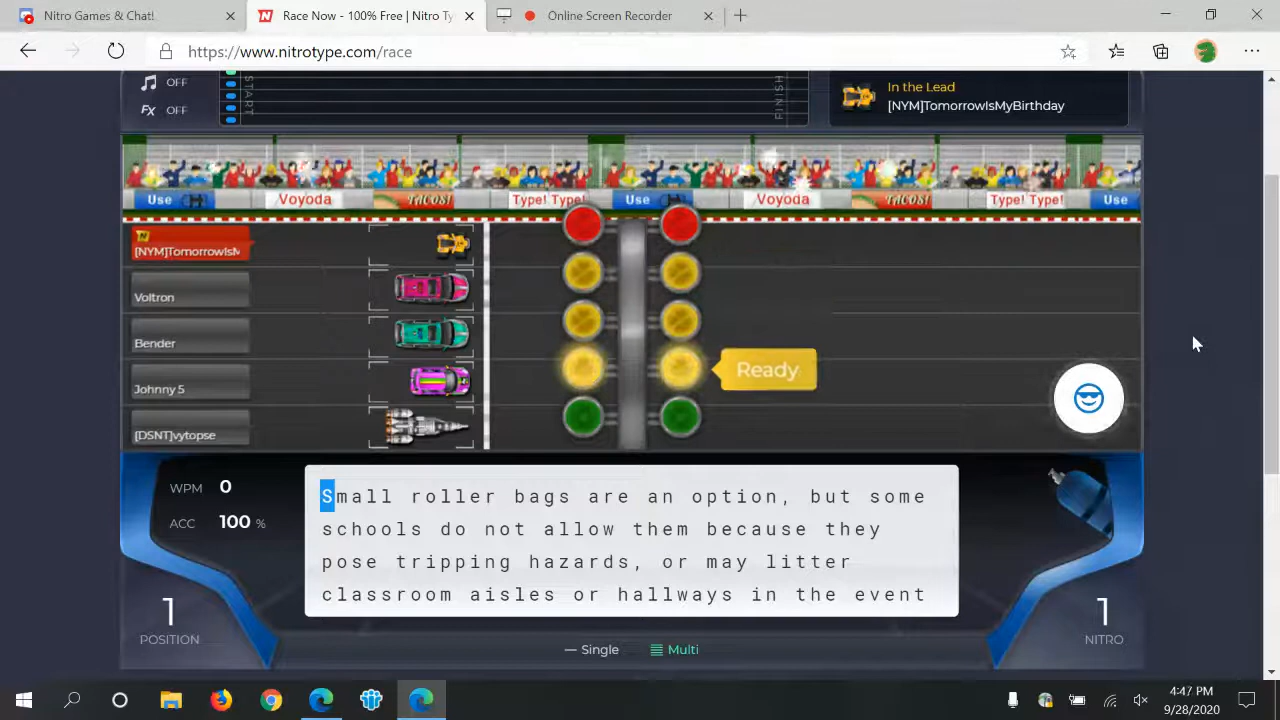 Nitro Games & Chat!
Race Now - 100% Free | Nitro Ty
Online Screen Recorder
https://www.nitrotype.com/race
OFF
Fx OFF
START
FINISH
In the Lead
[NYM]TomorrowIsMyBirthday
Use Voyoda TACOS! Type! Type! Use Voyoda TACOS! Type! Type! Use
[NYM]TomorrowIsM
Voltron
Bender
Johnny 5
[DSNT]vytopse
Ready
WPM 0
ACC 100 %
Small roller bags are an option, but some
schools do not allow them because they
pose tripping hazards, or may litter
classroom aisles or hallways in the event
1
POSITION
1
NITRO
Single Multi
4:47 PM
9/28/2020